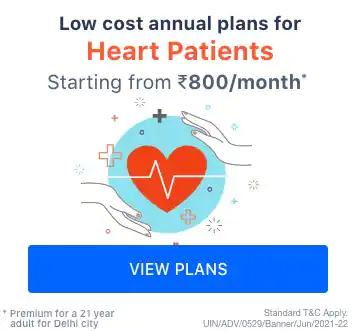 Low cost annual plans for
Heart Patients
Starting from ₹800/month*
VIEW PLANS
* Premium for a 21 year
adult for Delhi city
Standard T&C Apply.
UIN/ADV/0529/Banner/Jun/2021-22